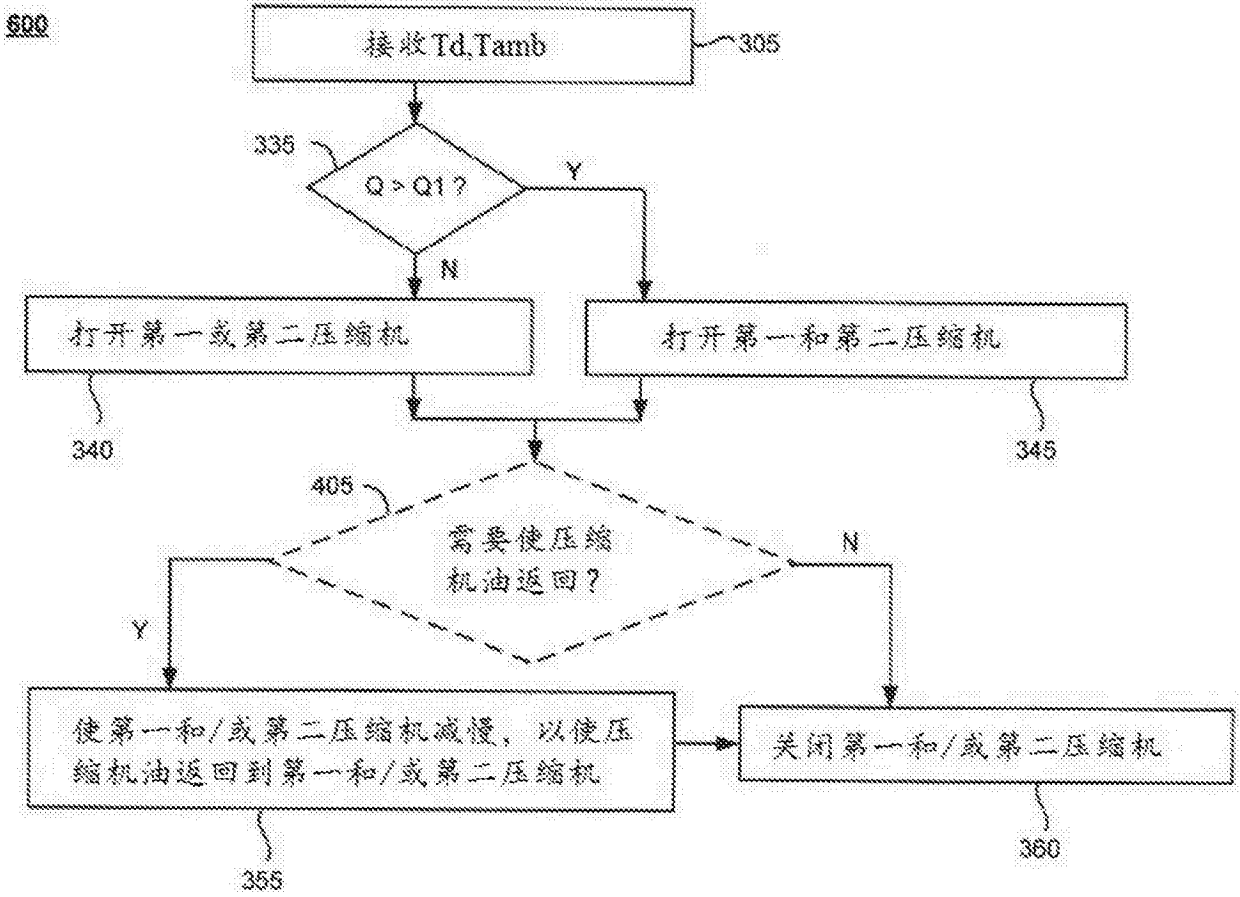 600
接收Td,Tamb
305
335
Q > Q1 ?
Y
N
打开第一或第二压缩机
打开第一和第二压缩机
340
345
405
需要使压缩
机油返回？
N
Y
使第一和/或第二压缩机减慢，以使压
缩机油返回到第一和/或第二压缩机
关闭第一和/或第二压缩机
355
360